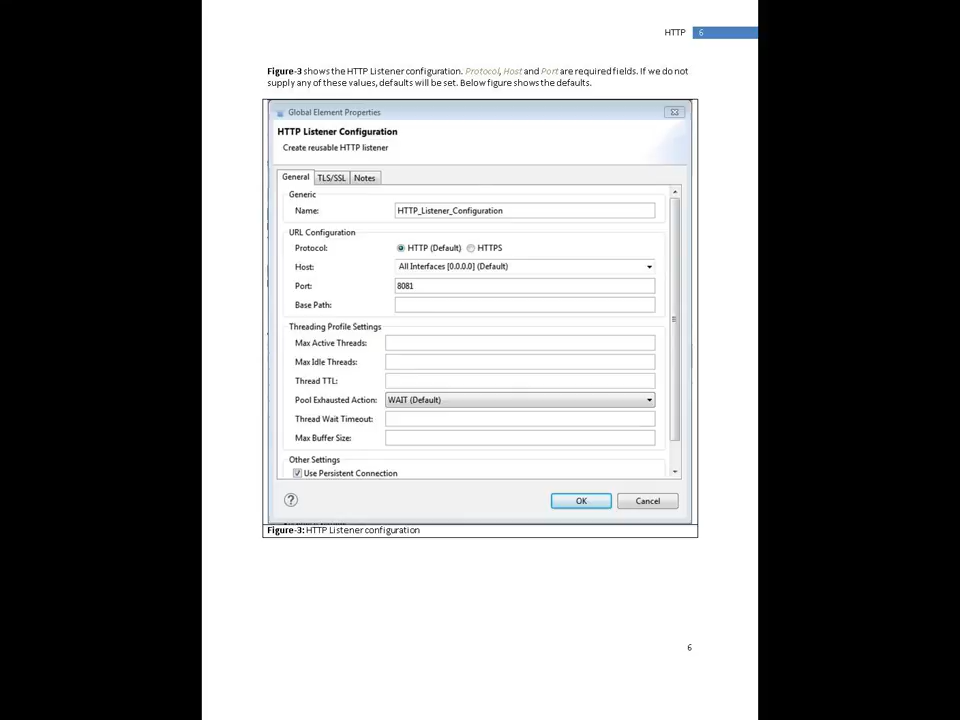 HTTP 6
Figure-3 shows the HTTP Listener configuration. Protocol, Host and Port are required fields. If we do not
supply any of these values, defaults will be set. Below figure shows the defaults.
Global Element Properties
HTTP Listener Configuration
Create reusable HTTP listener
General TLS/SSL Notes
Generic
Name: HTTP_Listener_Configuration
URL Configuration
Protocol: HTTP (Default) HTTPS
Host: All Interfaces [0.0.0.0] (Default)
Port: 8081
Base Path:
Threading Profile Settings
Max Active Threads:
Max Idle Threads:
Thread TTL:
Pool Exhausted Action: WAIT (Default)
Thread Wait Timeout:
Max Buffer Size:
Other Settings
Use Persistent Connection
? OK Cancel
Figure-3: HTTP Listener configuration
6